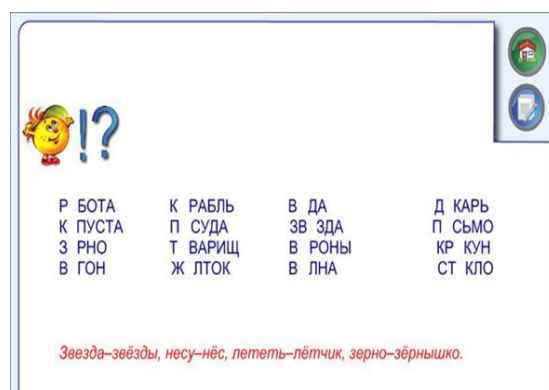 !?
Р БОТА К РАБЛЬ В ДА Д КАРЬ
К ПУСТА П СУДА ЗВ ЗДА П СЬМО
З РНО Т ВАРИЩ В РОНЫ КР КУН
В ГОН Ж ЛТОК В ЛНА СТ КЛО
Звезда–звёзды, несу–нёс, лететь–лётчик, зерно–зёрнышко.